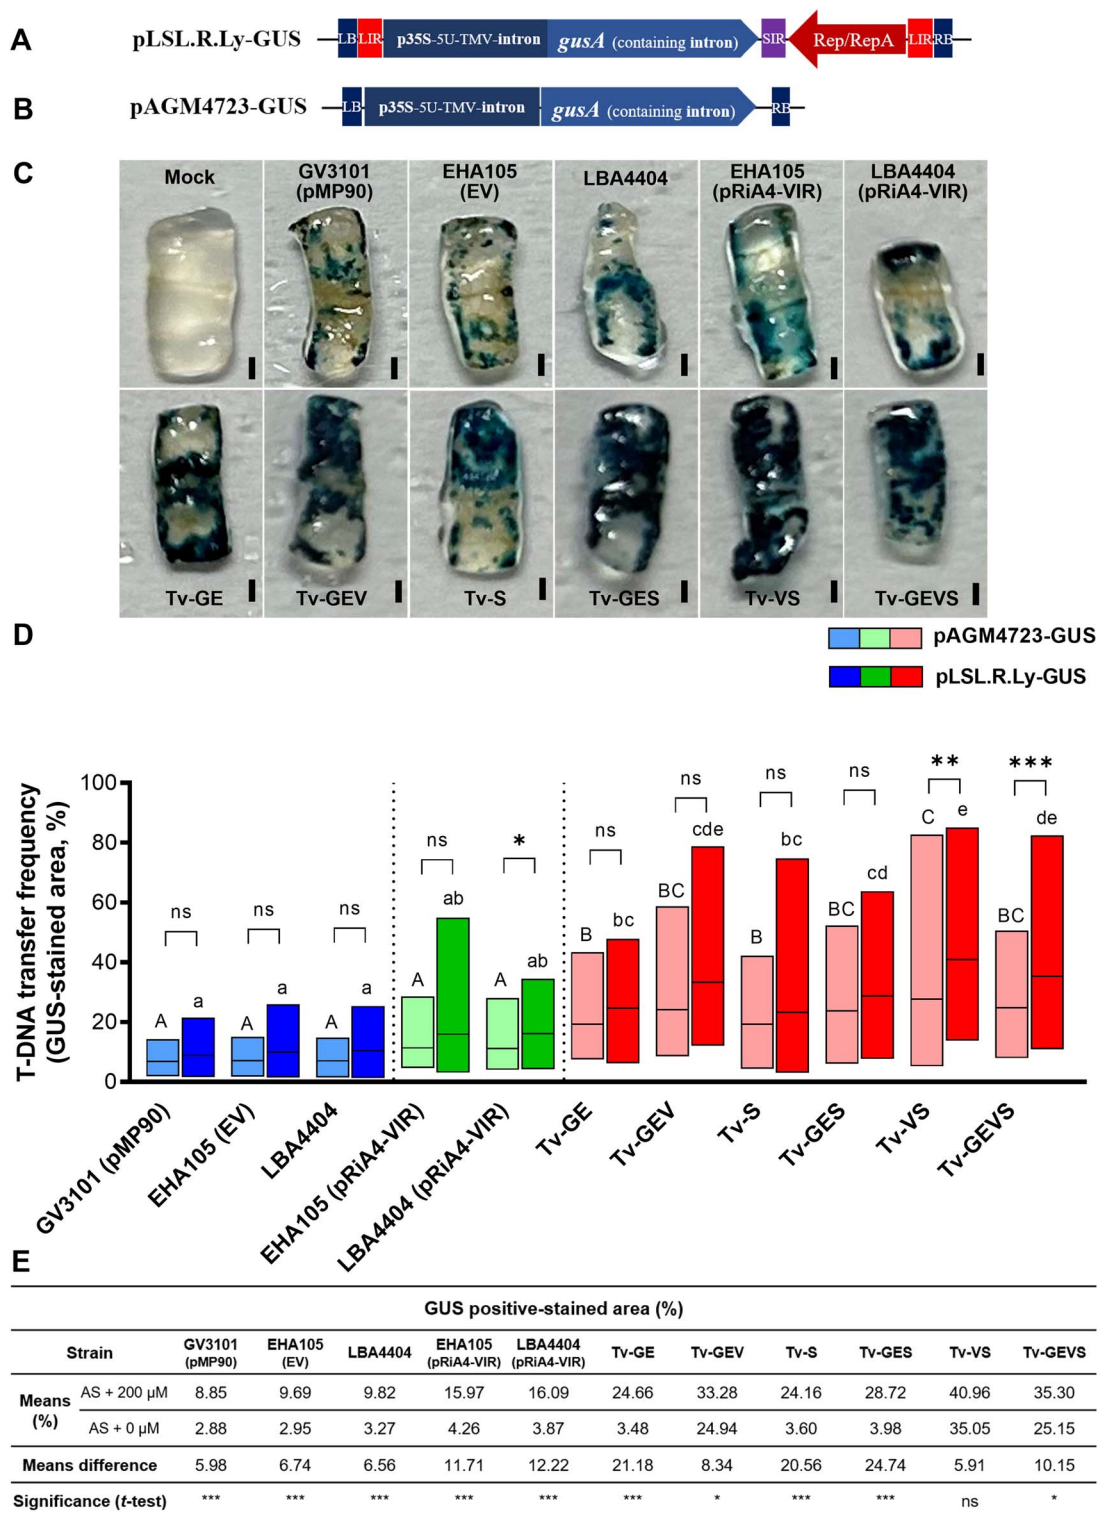 A
pLSL.R.Ly-GUS
LB LIR p35S-5U-TMV-intron gusA (containing intron) SIR Rep/RepA LIR RB
B
pAGM4723-GUS
LB p35S-5U-TMV-intron gusA (containing intron) RB
C
Mock
GV3101
(pMP90)
EHA105
(EV)
LBA4404
EHA105
(pRiA4-VIR)
LBA4404
(pRiA4-VIR)
Tv-GE Tv-GEV Tv-S Tv-GES Tv-VS Tv-GEVS
D
pAGM4723-GUS
pLSL.R.Ly-GUS
T-DNA transfer frequency
(GUS-stained area, %)
100
80
60
40
20
0
ns ns ns ns * ns ns ns ns ** ***
A a A a A a A ab A ab B bc BC cde B bc BC cd C e BC de
GV3101 (pMP90)
EHA105 (EV)
LBA4404
EHA105 (pRiA4-VIR)
LBA4404 (pRiA4-VIR)
Tv-GE
Tv-GEV
Tv-S
Tv-GES
Tv-VS
Tv-GEVS
E
GUS positive-stained area (%)
Strain GV3101 (pMP90) EHA105 (EV) LBA4404 EHA105 (pRiA4-VIR) LBA4404 (pRiA4-VIR) Tv-GE Tv-GEV Tv-S Tv-GES Tv-VS Tv-GEVS
Means (%)
AS + 200 µM 8.85 9.69 9.82 15.97 16.09 24.66 33.28 24.16 28.72 40.96 35.30
AS + 0 µM 2.88 2.95 3.27 4.26 3.87 3.48 24.94 3.60 3.98 35.05 25.15
Means difference 5.98 6.74 6.56 11.71 12.22 21.18 8.34 20.56 24.74 5.91 10.15
Significance (t-test) *** *** *** *** *** *** * *** *** ns *